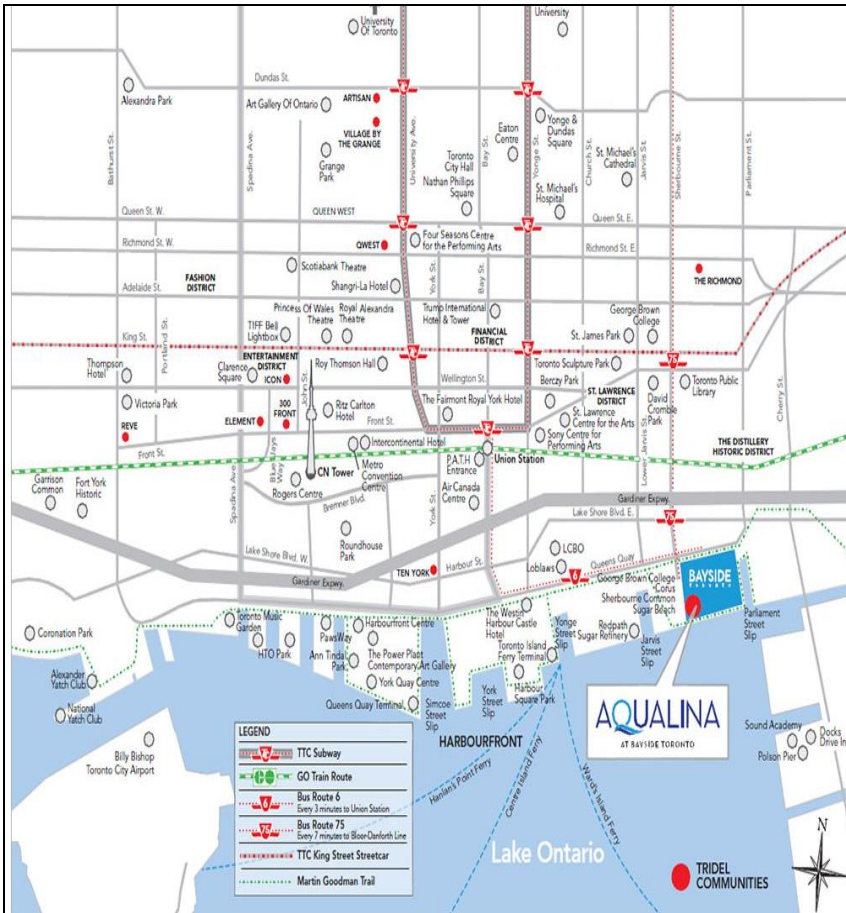 University
Of Toronto
University
Dundas St.
Alexandra Park
Art Gallery Of Ontario
ARTISAN
VILLAGE BY
THE GRANGE
Grange
Park
Bathurst St.
Spadina Ave.
University Ave.
Bay St.
Eaton
Centre
Yonge St.
Yonge &
Dundas
Square
Church St.
Jarvis St.
Sherbourne St.
Parliament St.
St. Michael's
Cathedral
Toronto
City Hall
Nathan Phillips
Square
St. Michael's
Hospital
Queen St. W.
QUEEN WEST
Queen St. E.
Richmond St. W.
QWEST
Four Seasons Centre
for the Performing Arts
Richmond St. E.
Scotiabank Theatre
FASHION
DISTRICT
Shangri-La Hotel
York St.
Bay St.
THE RICHMOND
Adelaide St.
Portland St.
Princess Of Wales
Theatre
Royal
Alexandra
Theatre
Trump International
Hotel & Tower
George Brown
College
King St.
TIFF Bell
Lightbox
FINANCIAL
DISTRICT
St. James Park
Thompson
Hotel
Clarence
Square
ENTERTAINMENT
DISTRICT
ICON
John St.
Roy Thomson Hall
Toronto Sculpture Park
75
Wellington St.
Berczy Park
ST. LAWRENCE
DISTRICT
David
Crombie
Park
Toronto Public
Library
Cherry St.
Victoria Park
REVE
ELEMENT
300
FRONT
Ritz Carlton
Hotel
The Fairmont Royal York Hotel
St. Lawrence
Centre for the Arts
Front St.
Front St.
Intercontinental Hotel
Sony Centre for
Performing Arts
Lower Jarvis St.
THE DISTILLERY
HISTORIC DISTRICT
Blue Jays
Way
CN Tower
Metro
Convention
Centre
P.A.T.H
Entrance
Union Station
Garrison
Common
Fort York
Historic
Spadina Ave.
Rogers Centre
Bremner Blvd.
York St.
Air Canada
Centre
Gardiner Expwy.
Lake Shore Blvd. E.
75
Roundhouse
Park
Lake Shore Blvd. W.
Gardiner Expwy.
TEN YORK
Harbour St.
LCBO
Loblaws
6
Queens Quay
George Brown College
Corus
Sherbourne Common
Sugar Beach
BAYSIDE
TORONTO
Parliament
Street
Slip
Coronation Park
Toronto Music
Garden
HTO Park
PawsWay
Harbourfront Centre
Ann Tindal
Park
The Power Plant
Contemporary Art Gallery
York Quay Centre
Queens Quay Terminal
Simcoe
Street
Slip
York
Street
Slip
The Westin
Harbour Castle
Hotel
Toronto Island
Ferry Terminal
Harbour
Square Park
Yonge
Street
Slip
Redpath
Sugar Refinery
Jarvis
Street
Slip
Alexander
Yatch Club
National
Yatch Club
Billy Bishop
Toronto City Airport
HARBOURFRONT
AQUALINA
AT BAYSIDE TORONTO
Sound Academy
Polson Pier
Docks
Drive In
Hanlan's Point Ferry
Centre Island Ferry
Ward's Island Ferry
LEGEND
TTC Subway
GO
GO Train Route
6
Bus Route 6
Every 3 minutes to Union Station
75
Bus Route 75
Every 7 minutes to Bloor-Danforth Line
TTC King Street Streetcar
Martin Goodman Trail
Lake Ontario
TRIDEL
COMMUNITIES
N